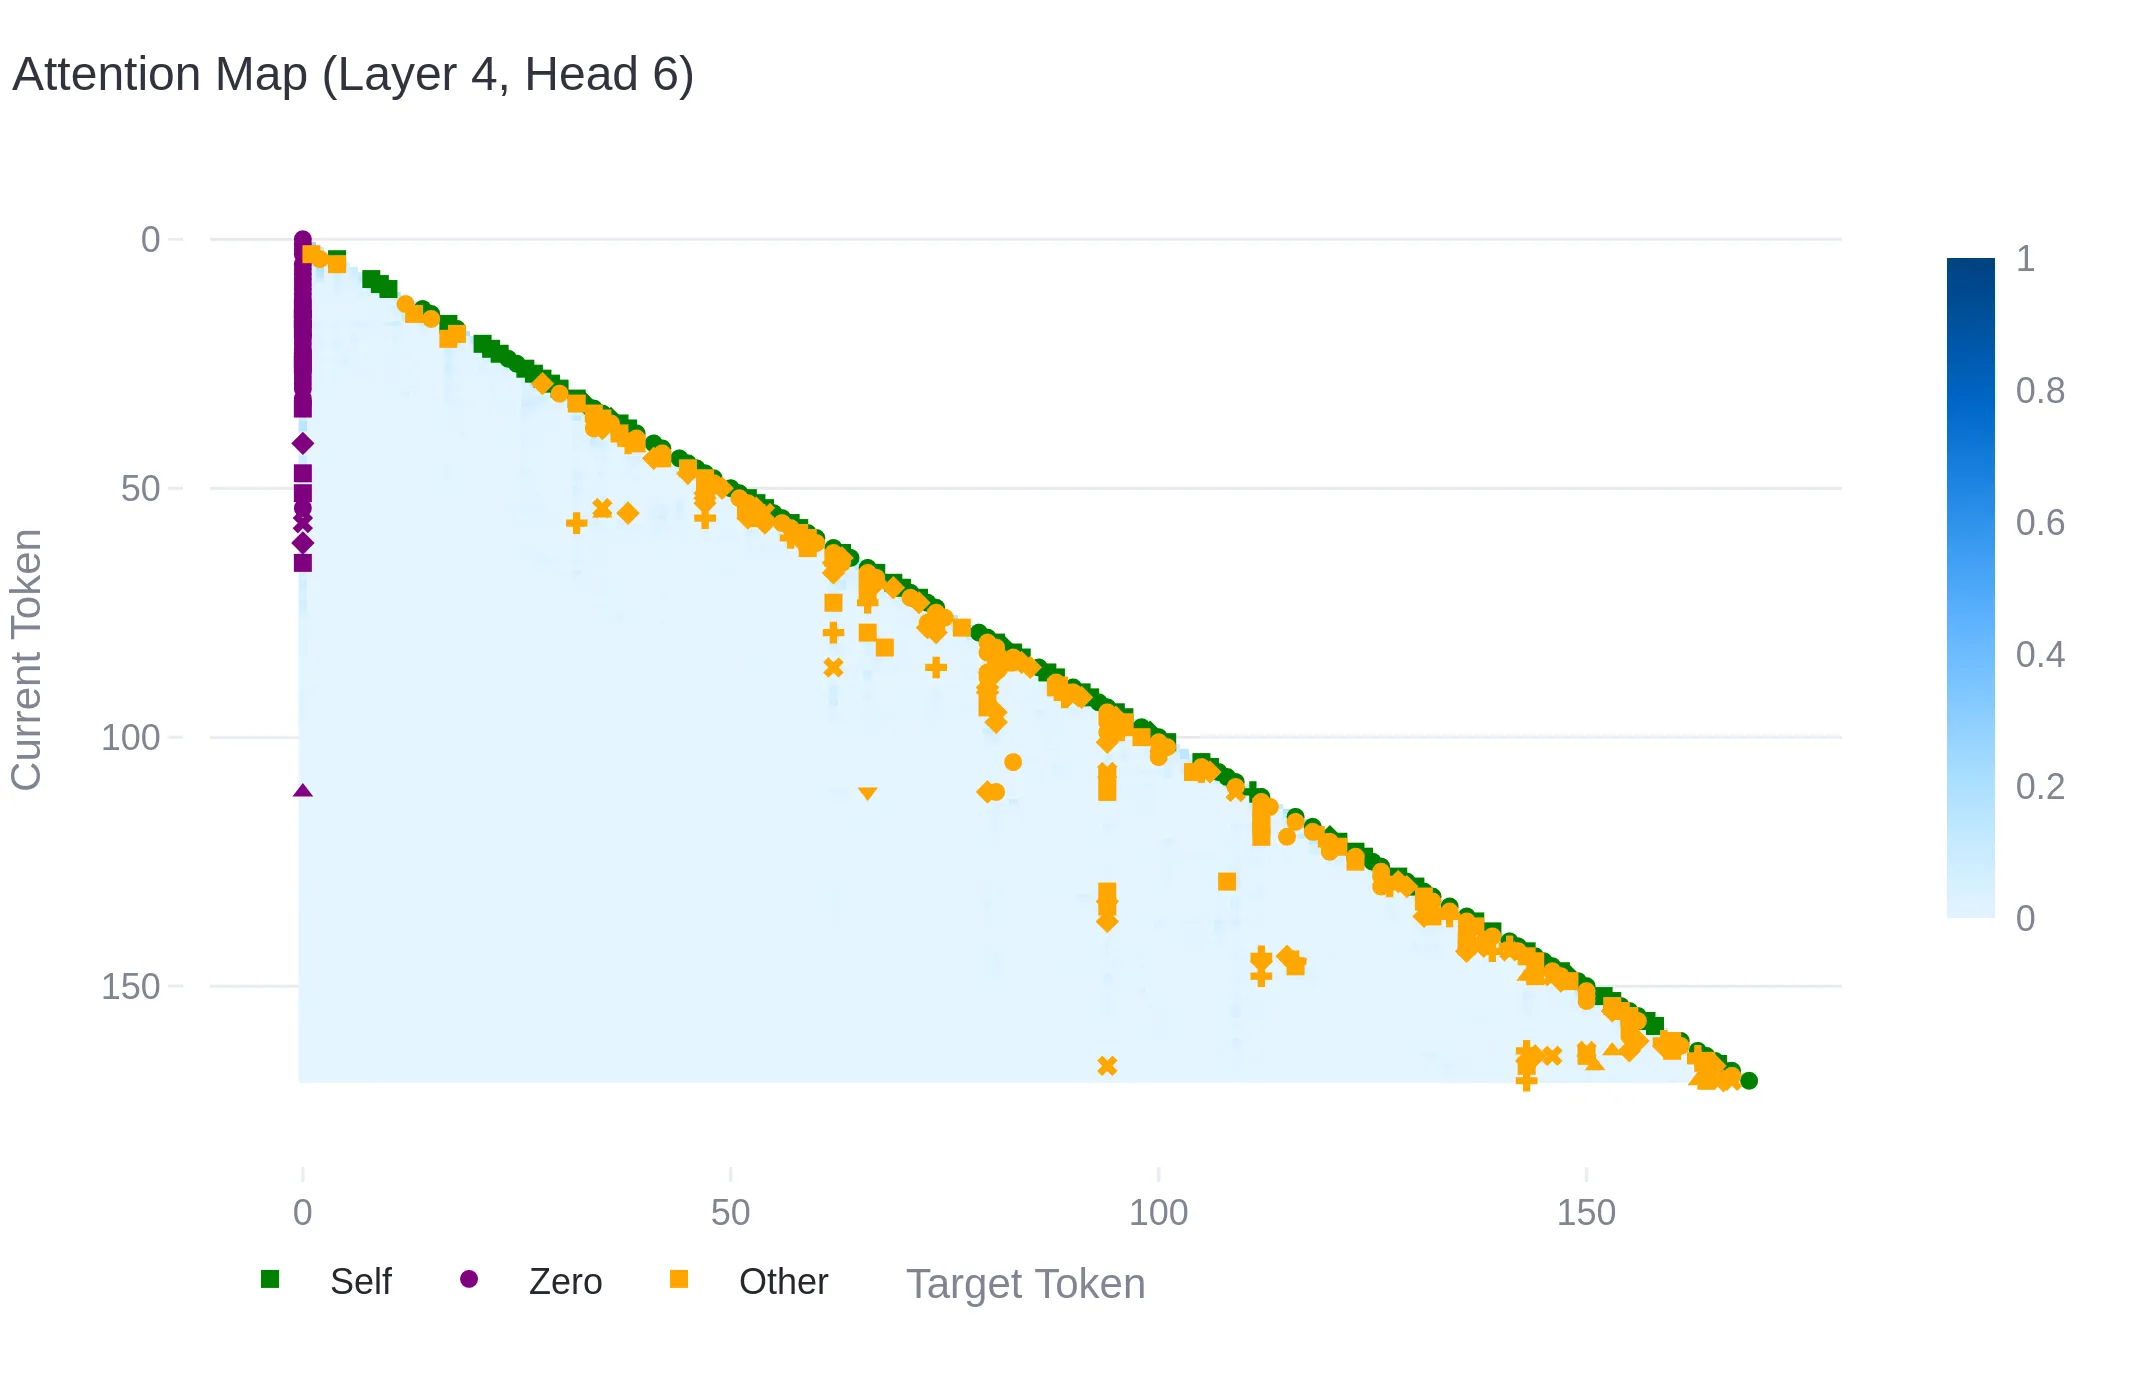 Attention Map (Layer 4, Head 6)
0
50
100
150
Current Token
1
0.8
0.6
0.4
0.2
0
0 50 100 150
Self Zero Other Target Token